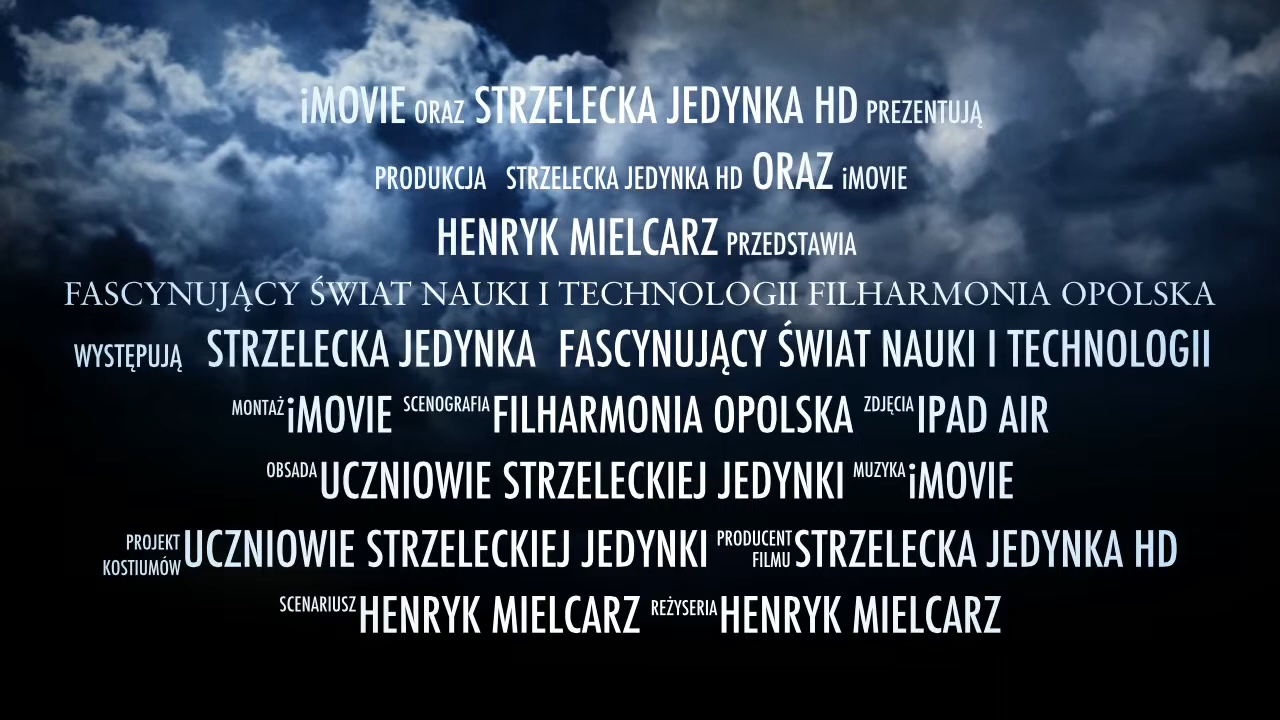 iMOVIE ORAZ STRZELECKA JEDYNKA HD PREZENTUJĄ
PRODUKCJA STRZELECKA JEDYNKA HD ORAZ iMOVIE
HENRYK MIELCARZ PRZEDSTAWIA
FASCYNUJĄCY ŚWIAT NAUKI I TECHNOLOGII FILHARMONIA OPOLSKA
WYSTĘPUJĄ STRZELECKA JEDYNKA FASCYNUJĄCY ŚWIAT NAUKI I TECHNOLOGII
MONTAŻ iMOVIE SCENOGRAFIA FILHARMONIA OPOLSKA ZDJĘCIA IPAD AIR
OBSADA UCZNIOWIE STRZELECKIEJ JEDYNKI MUZYKA iMOVIE
PROJEKT KOSTIUMÓW UCZNIOWIE STRZELECKIEJ JEDYNKI PRODUCENT FILMU STRZELECKA JEDYNKA HD
SCENARIUSZ HENRYK MIELCARZ REŻYSERIA HENRYK MIELCARZ